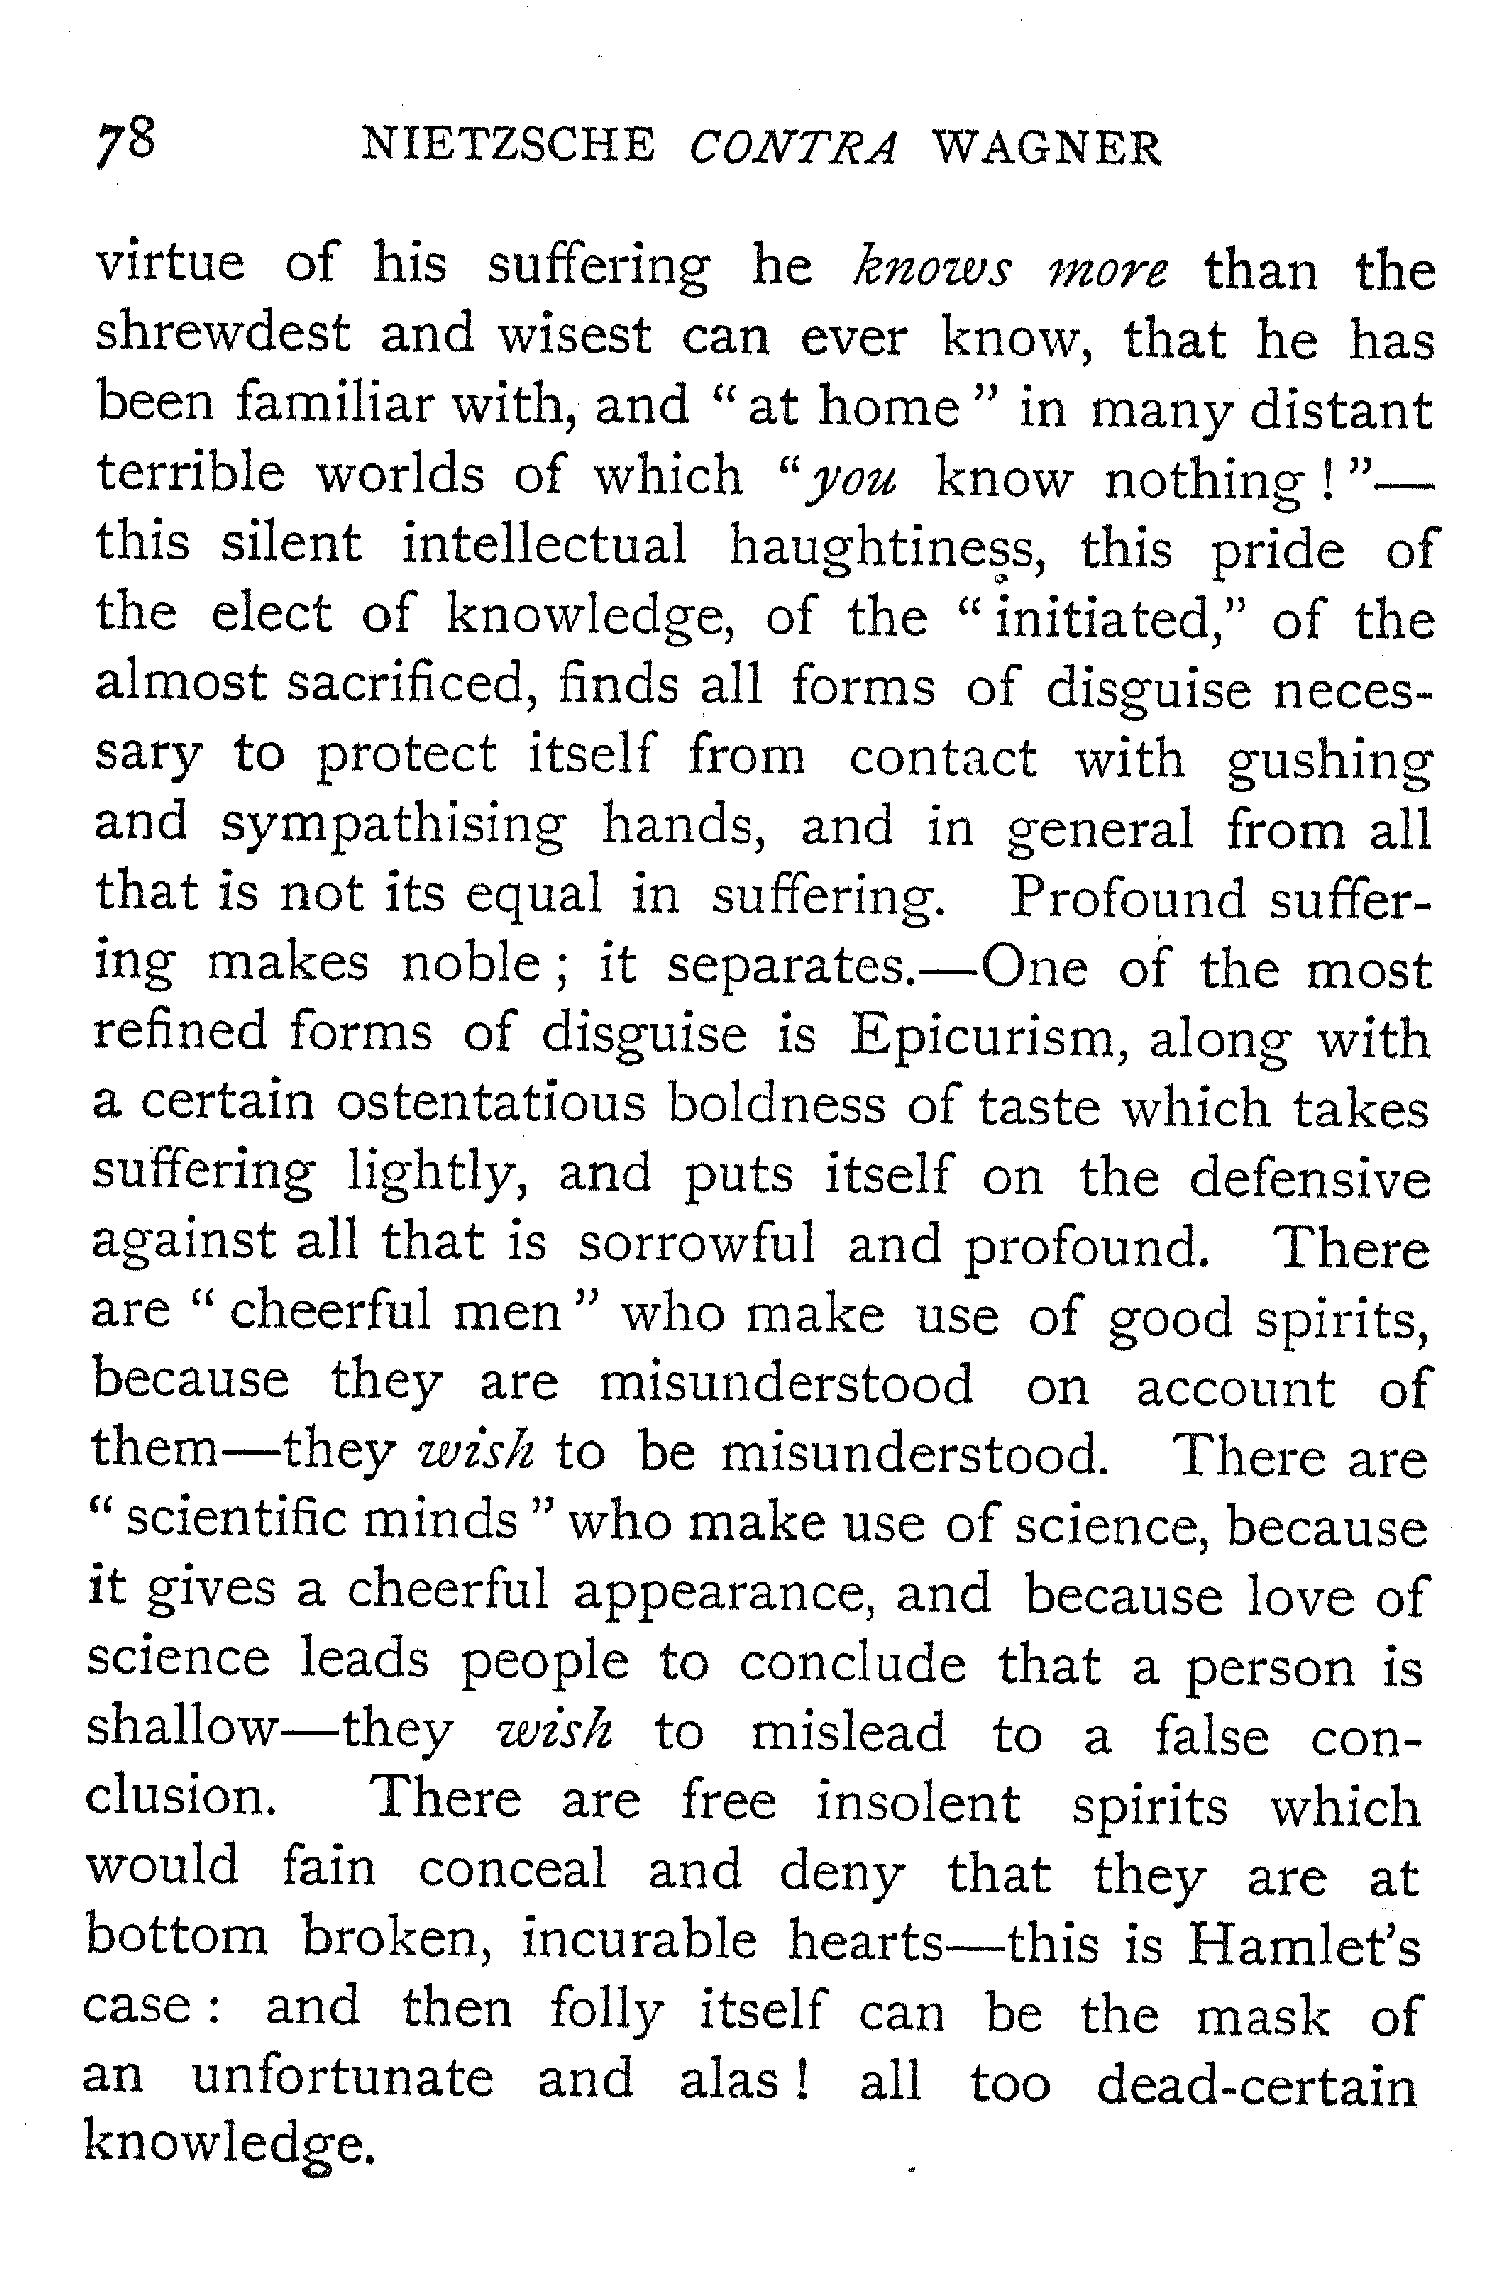 78 NIETZSCHE CONTRA WAGNER
virtue of his suffering he knows more than the
shrewdest and wisest can ever know, that he has
been familiar with, and “ at home ” in many distant
terrible worlds of which “you know nothing ! ”—
this silent intellectual haughtiness, this pride of
the elect of knowledge, of the “ initiated,” of the
almost sacrificed, finds all forms of disguise neces-
sary to protect itself from contact with gushing
and sympathising hands, and in general from all
that is not its equal in suffering. Profound suffer-
ing makes noble ; it separates.—One of the most
refined forms of disguise is Epicurism, along with
a certain ostentatious boldness of taste which takes
suffering lightly, and puts itself on the defensive
against all that is sorrowful and profound. There
are “ cheerful men ” who make use of good spirits,
because they are misunderstood on account of
them—they wish to be misunderstood. There are
“ scientific minds ” who make use of science, because
it gives a cheerful appearance, and because love of
science leads people to conclude that a person is
shallow—they wish to mislead to a false con-
clusion. There are free insolent spirits which
would fain conceal and deny that they are at
bottom broken, incurable hearts—this is Hamlet’s
case : and then folly itself can be the mask of
an unfortunate and alas ! all too dead-certain
knowledge.